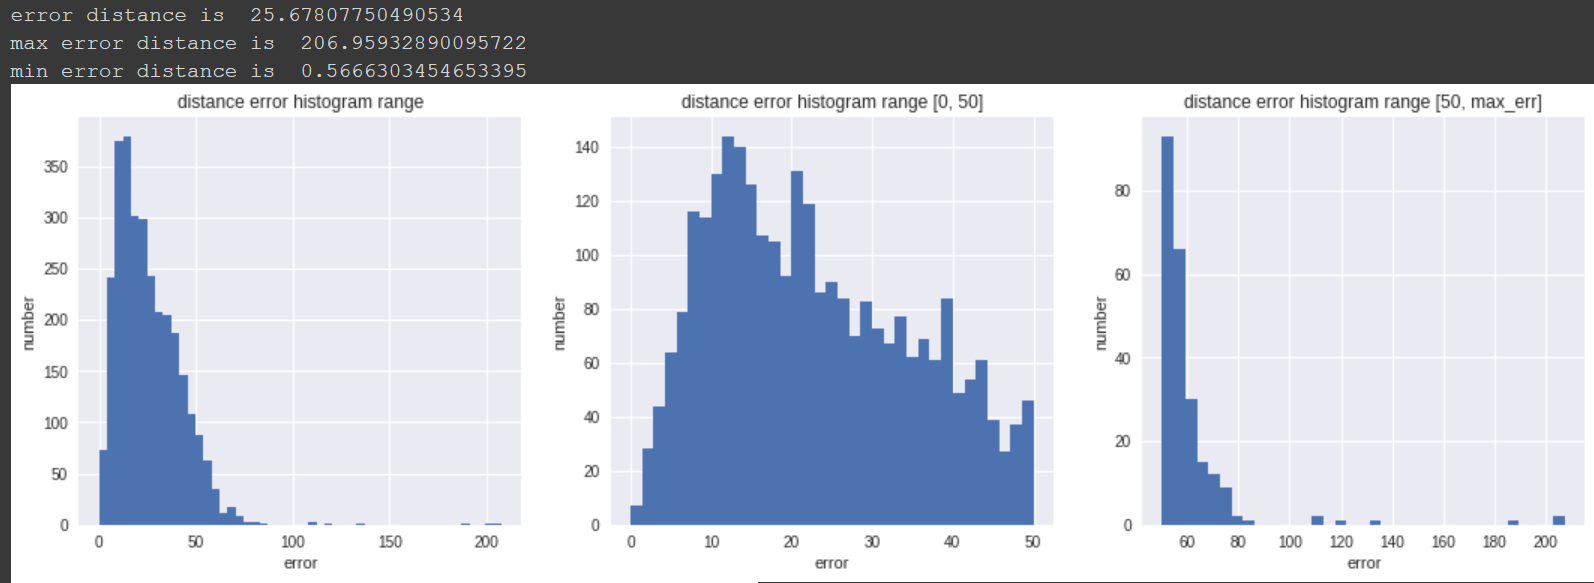 error distance is  25.67807750490534
max error distance is  206.95932890095722
min error distance is  0.5666303454653395
distance error histogram range
number
350
300
250
200
150
100
50
0
0 50 100 150 200
error
distance error histogram range [0, 50]
number
140
120
100
80
60
40
20
0
0 10 20 30 40 50
error
distance error histogram range [50, max_err]
number
80
60
40
20
0
60 80 100 120 140 160 180 200
error